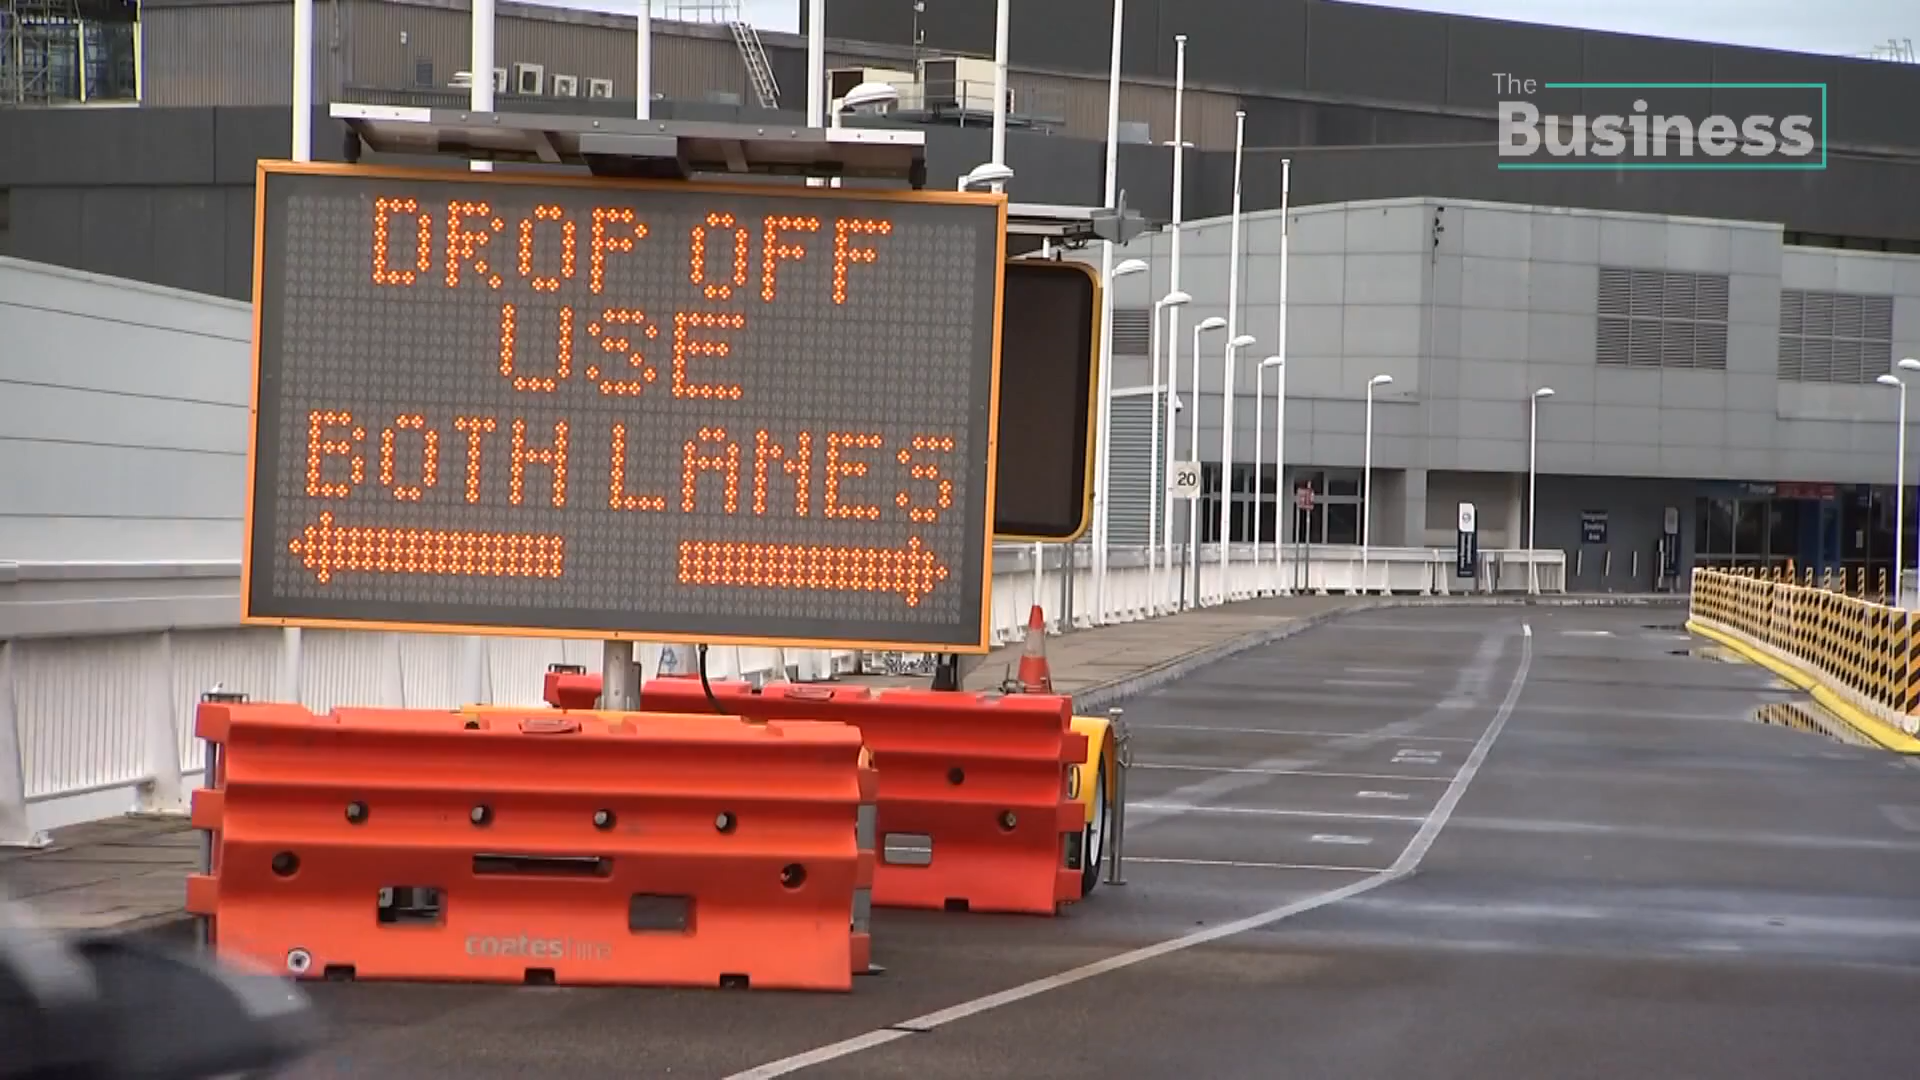 The
Business
DROP OFF
USE
BOTH LANES
20
coates hire